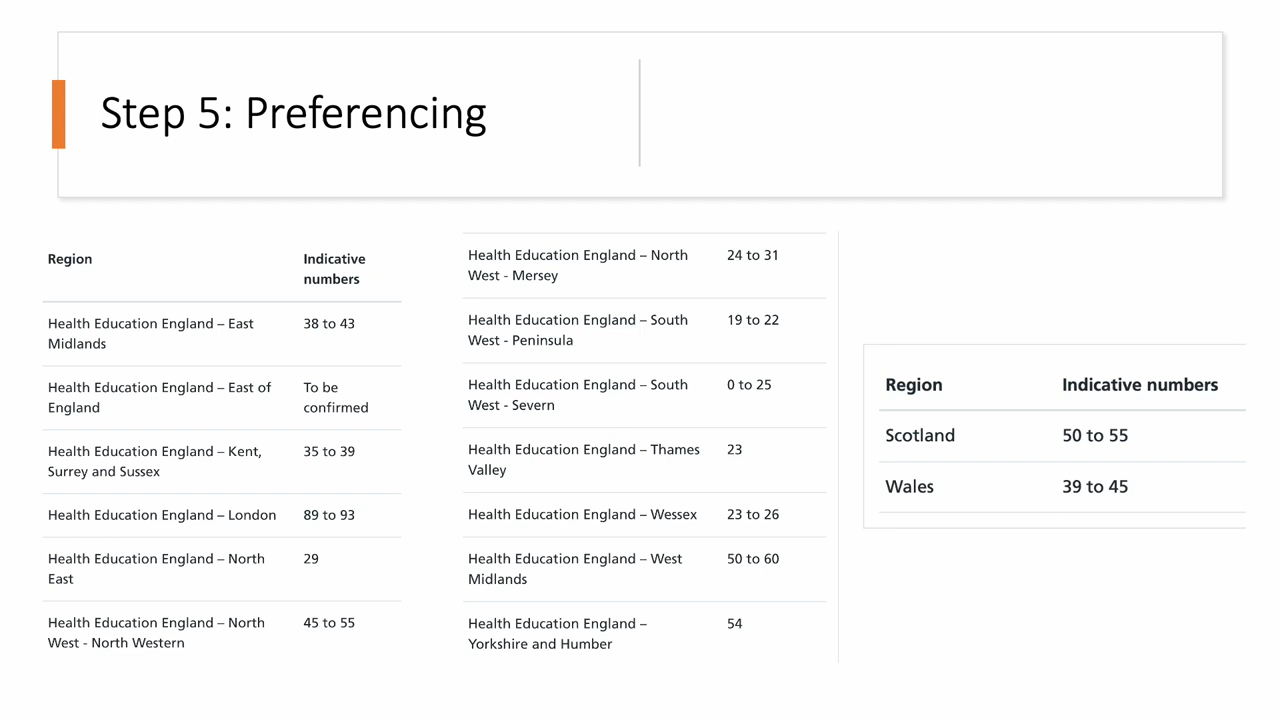 Step 5: Preferencing
Region Indicative
numbers
Health Education England – East 38 to 43
Midlands
Health Education England – East of To be
England confirmed
Health Education England – Kent, 35 to 39
Surrey and Sussex
Health Education England – London 89 to 93
Health Education England – North 29
East
Health Education England – North 45 to 55
West - North Western
Health Education England – North 24 to 31
West - Mersey
Health Education England – South 19 to 22
West - Peninsula
Health Education England – South 0 to 25
West - Severn
Health Education England – Thames 23
Valley
Health Education England – Wessex 23 to 26
Health Education England – West 50 to 60
Midlands
Health Education England – 54
Yorkshire and Humber
Region Indicative numbers
Scotland 50 to 55
Wales 39 to 45